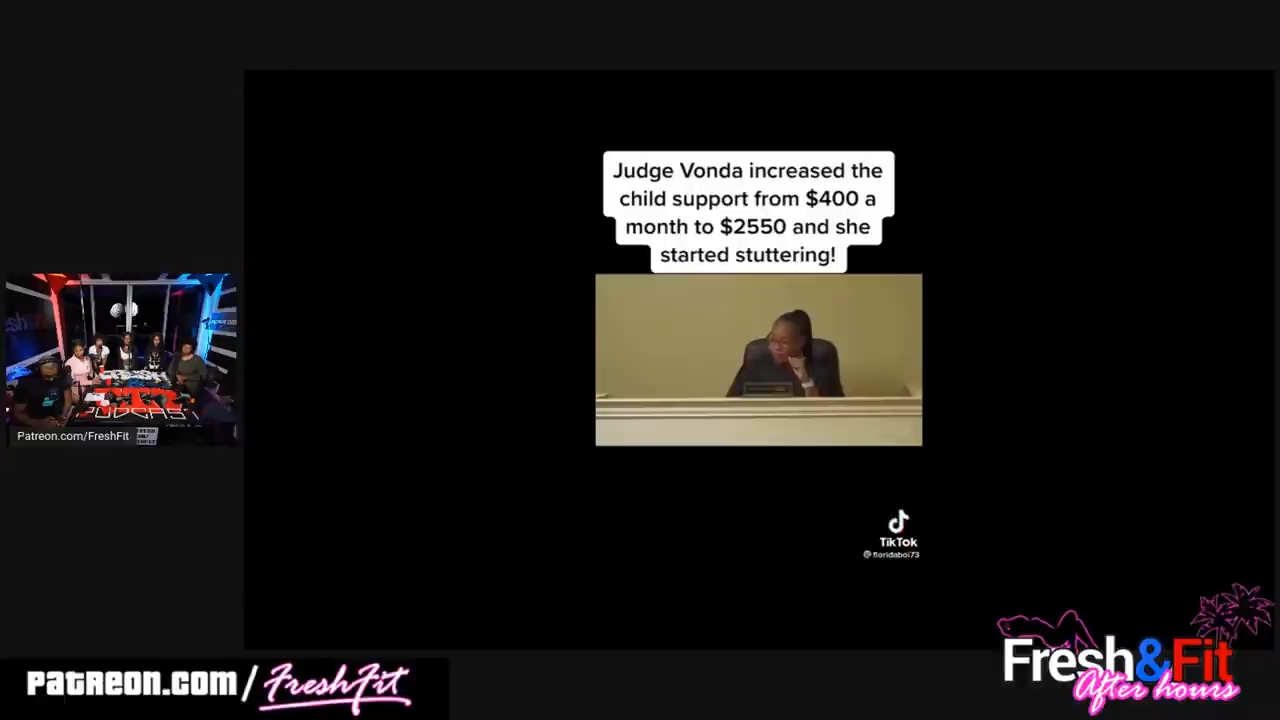 Judge Vonda increased the
child support from $400 a
month to $2550 and she
started stuttering!
Patreon.com/FreshFit
PODCAST
TikTok
@floridaboi73
Patreon.com/FreshFit
Fresh&Fit
After hours